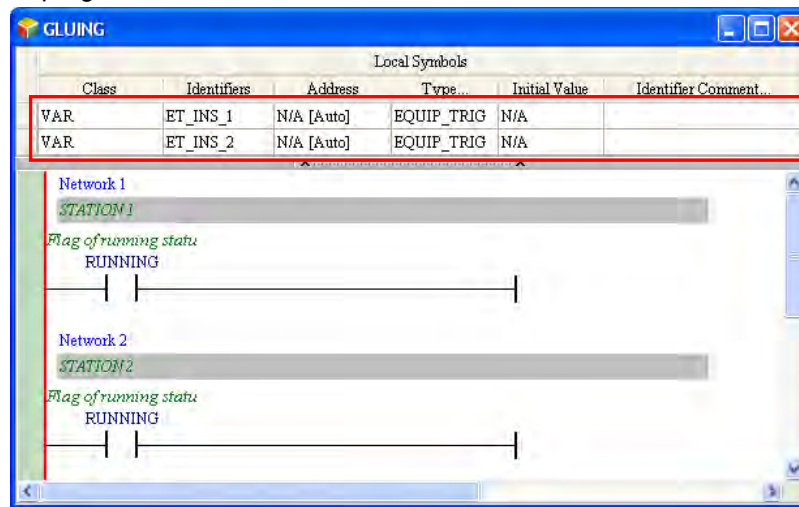 GLUING
Local Symbols
Class Identifiers Address Type... Initial Value Identifier Comment...
VAR ET_INS_1 N/A [Auto] EQUIP_TRIG N/A
VAR ET_INS_2 N/A [Auto] EQUIP_TRIG N/A
Network 1
STATION 1
Flag of running statu
RUNNING
Network 2
STATION 2
Flag of running statu
RUNNING